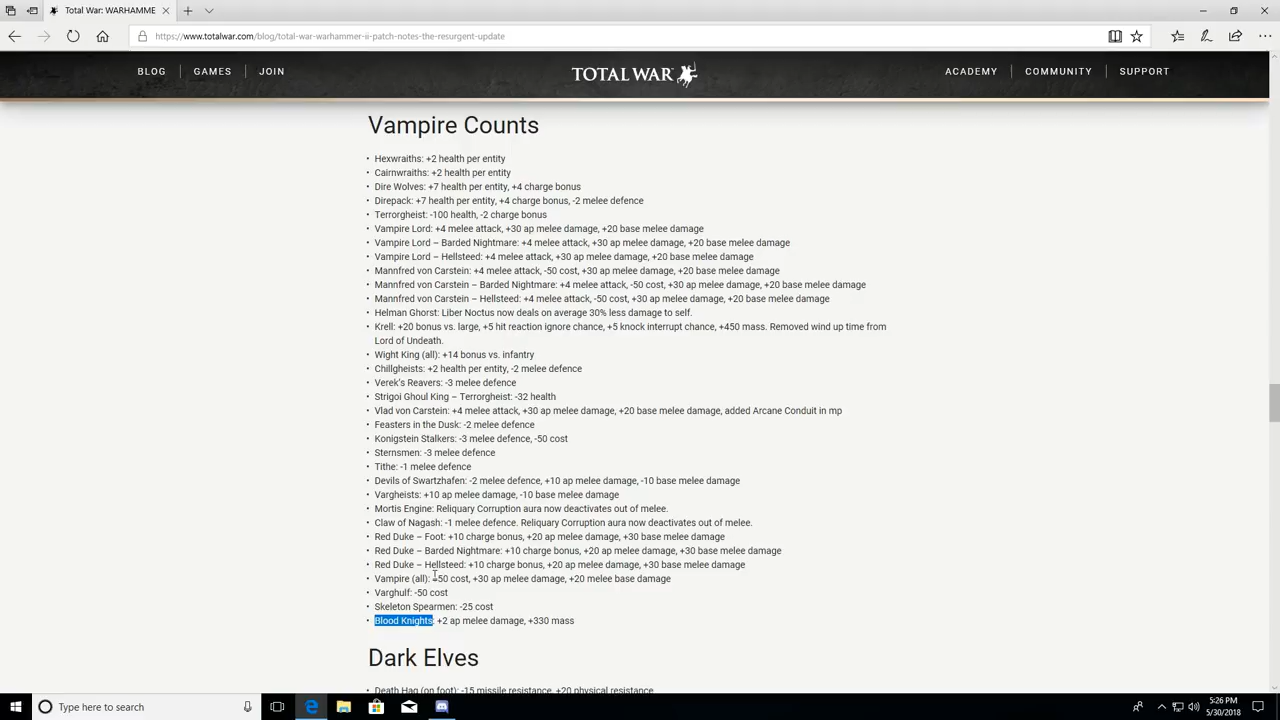 Total War: WARHAMME
https://www.totalwar.com/blog/total-war-warhammer-ii-patch-notes-the-resurgent-update
BLOG GAMES JOIN TOTAL WAR ACADEMY COMMUNITY SUPPORT
Vampire Counts
• Hexwraiths: +2 health per entity
• Cairnwraiths: +2 health per entity
• Dire Wolves: +7 health per entity, +4 charge bonus
• Direpack: +7 health per entity, +4 charge bonus, -2 melee defence
• Terrorgheist: -100 health, -2 charge bonus
• Vampire Lord: +4 melee attack, +30 ap melee damage, +20 base melee damage
• Vampire Lord – Barded Nightmare: +4 melee attack, +30 ap melee damage, +20 base melee damage
• Vampire Lord – Hellsteed: +4 melee attack, +30 ap melee damage, +20 base melee damage
• Mannfred von Carstein: +4 melee attack, -50 cost, +30 ap melee damage, +20 base melee damage
• Mannfred von Carstein – Barded Nightmare: +4 melee attack, -50 cost, +30 ap melee damage, +20 base melee damage
• Mannfred von Carstein – Hellsteed: +4 melee attack, -50 cost, +30 ap melee damage, +20 base melee damage
• Helman Ghorst: Liber Noctus now deals on average 30% less damage to self.
• Krell: +20 bonus vs. large, +5 hit reaction ignore chance, +5 knock interrupt chance, +450 mass. Removed wind up time from
Lord of Undeath.
• Wight King (all): +14 bonus vs. infantry
• Chillgheists: +2 health per entity, -2 melee defence
• Verek's Reavers: -3 melee defence
• Strigoi Ghoul King – Terrorgheist: -32 health
• Vlad von Carstein: +4 melee attack, +30 ap melee damage, +20 base melee damage, added Arcane Conduit in mp
• Feasters in the Dusk: -2 melee defence
• Konigstein Stalkers: -3 melee defence, -50 cost
• Sternsmen: -3 melee defence
• Tithe: -1 melee defence
• Devils of Swartzhafen: -2 melee defence, +10 ap melee damage, -10 base melee damage
• Vargheists: +10 ap melee damage, -10 base melee damage
• Mortis Engine: Reliquary Corruption aura now deactivates out of melee.
• Claw of Nagash: -1 melee defence. Reliquary Corruption aura now deactivates out of melee.
• Red Duke – Foot: +10 charge bonus, +20 ap melee damage, +30 base melee damage
• Red Duke – Barded Nightmare: +10 charge bonus, +20 ap melee damage, +30 base melee damage
• Red Duke – Hellsteed: +10 charge bonus, +20 ap melee damage, +30 base melee damage
• Vampire (all): +50 cost, +30 ap melee damage, +20 melee base damage
• Varghulf: -50 cost
• Skeleton Spearmen: -25 cost
• Blood Knights: +2 ap melee damage, +330 mass
Dark Elves
• Death Hag (on foot): -15 missile resistance, +20 physical resistance
Type here to search
5:26 PM
5/30/2018